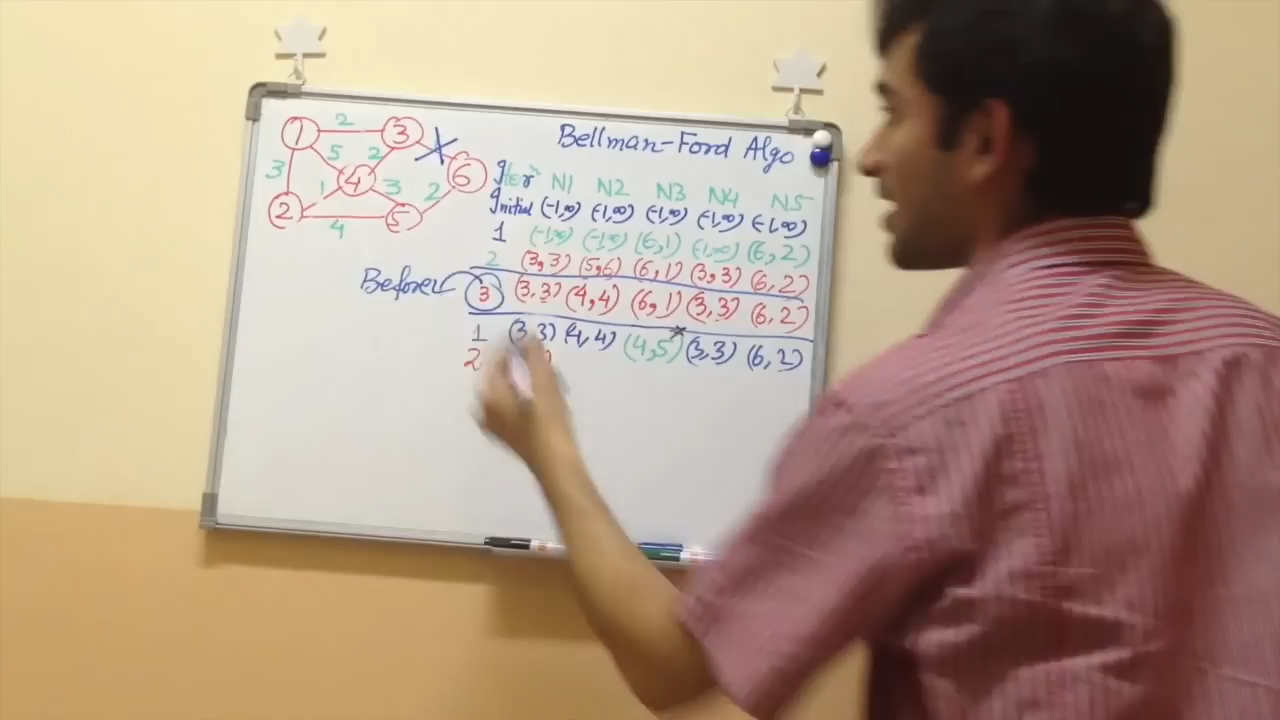 Bellman-Ford Algo
1 2 3
3 5 2
4 6
1 3 2
2 5
4
Iterⁿ N1 N2 N3 N4 N5
Initial (-1,∞) (-1,∞) (-1,∞) (-1,∞) (-1,∞)
1 (-1,∞) (-1,∞) (6,1) (-1,∞) (6,2)
2 (3,3) (5,6) (6,1) (3,3) (6,2)
Before 3 (3,3) (4,4) (6,1) (3,3) (6,2)
1 (3,3) (4,4) (4,5)* (3,3) (6,2)
2